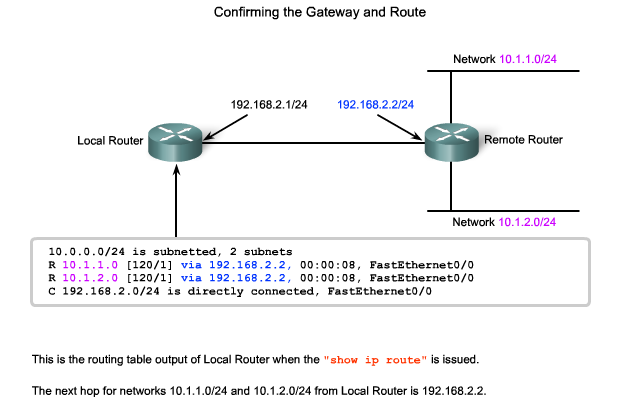 Confirming the Gateway and Route
Network 10.1.1.0/24
192.168.2.1/24
192.168.2.2/24
Local Router
Remote Router
Network 10.1.2.0/24
10.0.0.0/24 is subnetted, 2 subnets
R 10.1.1.0 [120/1] via 192.168.2.2, 00:00:08, FastEthernet0/0
R 10.1.2.0 [120/1] via 192.168.2.2, 00:00:08, FastEthernet0/0
C 192.168.2.0/24 is directly connected, FastEthernet0/0
This is the routing table output of Local Router when the "show ip route" is issued.
The next hop for networks 10.1.1.0/24 and 10.1.2.0/24 from Local Router is 192.168.2.2.